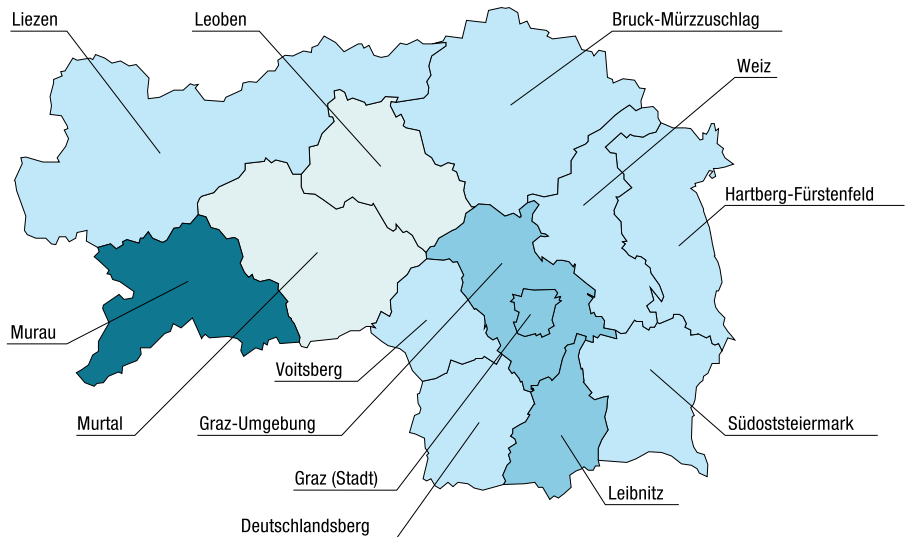 Liezen
Leoben
Bruck-Mürzzuschlag
Weiz
Hartberg-Fürstenfeld
Murau
Voitsberg
Murtal
Graz-Umgebung
Südoststeiermark
Graz (Stadt)
Leibnitz
Deutschlandsberg